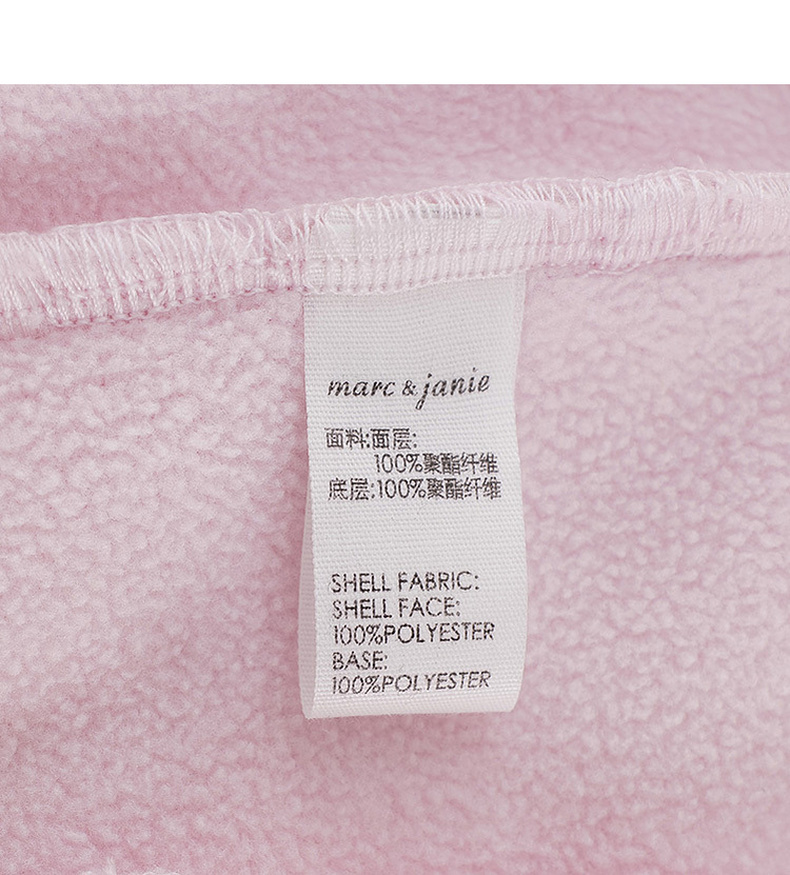 marc & janie
面料:面层:
100%聚酯纤维
底层:100%聚酯纤维
SHELL FABRIC:
SHELL FACE:
100%POLYESTER
BASE:
100%POLYESTER